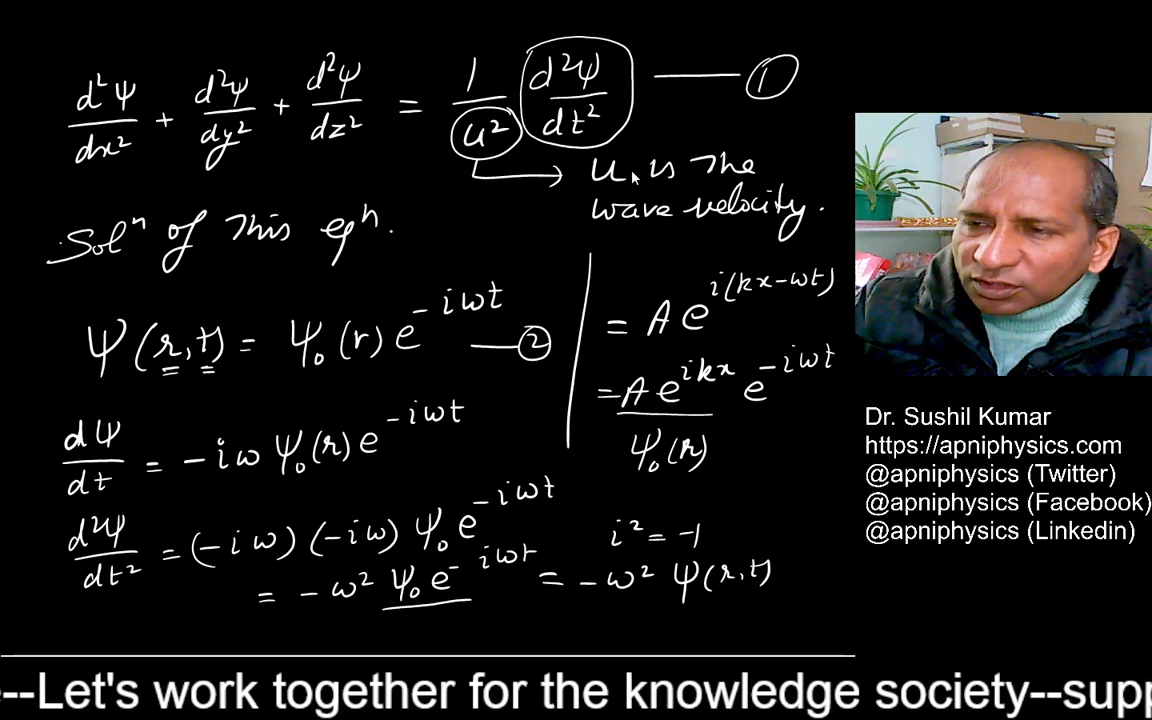 d²Ψ/dx² + d²Ψ/dy² + d²Ψ/dz² = 1/u² d²Ψ/dt² —— ①
u is the
wave velocity.
Solⁿ of this eqⁿ.
Ψ(r,t) = Ψ₀(r) e^{-iωt} —— ②
dΨ/dt = -iω Ψ₀(r) e^{-iωt}
d²Ψ/dt² = (-iω)(-iω) Ψ₀ e^{-iωt}
= -ω² Ψ₀ e^{-iωt} = -ω² Ψ(r,t)
= A e^{i(kx-ωt)}
= A e^{ikx} e^{-iωt}
Ψ₀(r)
i² = -1
Dr. Sushil Kumar
https://apniphysics.com
@apniphysics (Twitter)
@apniphysics (Facebook)
@apniphysics (Linkedin)
e--Let's work together for the knowledge society--supp